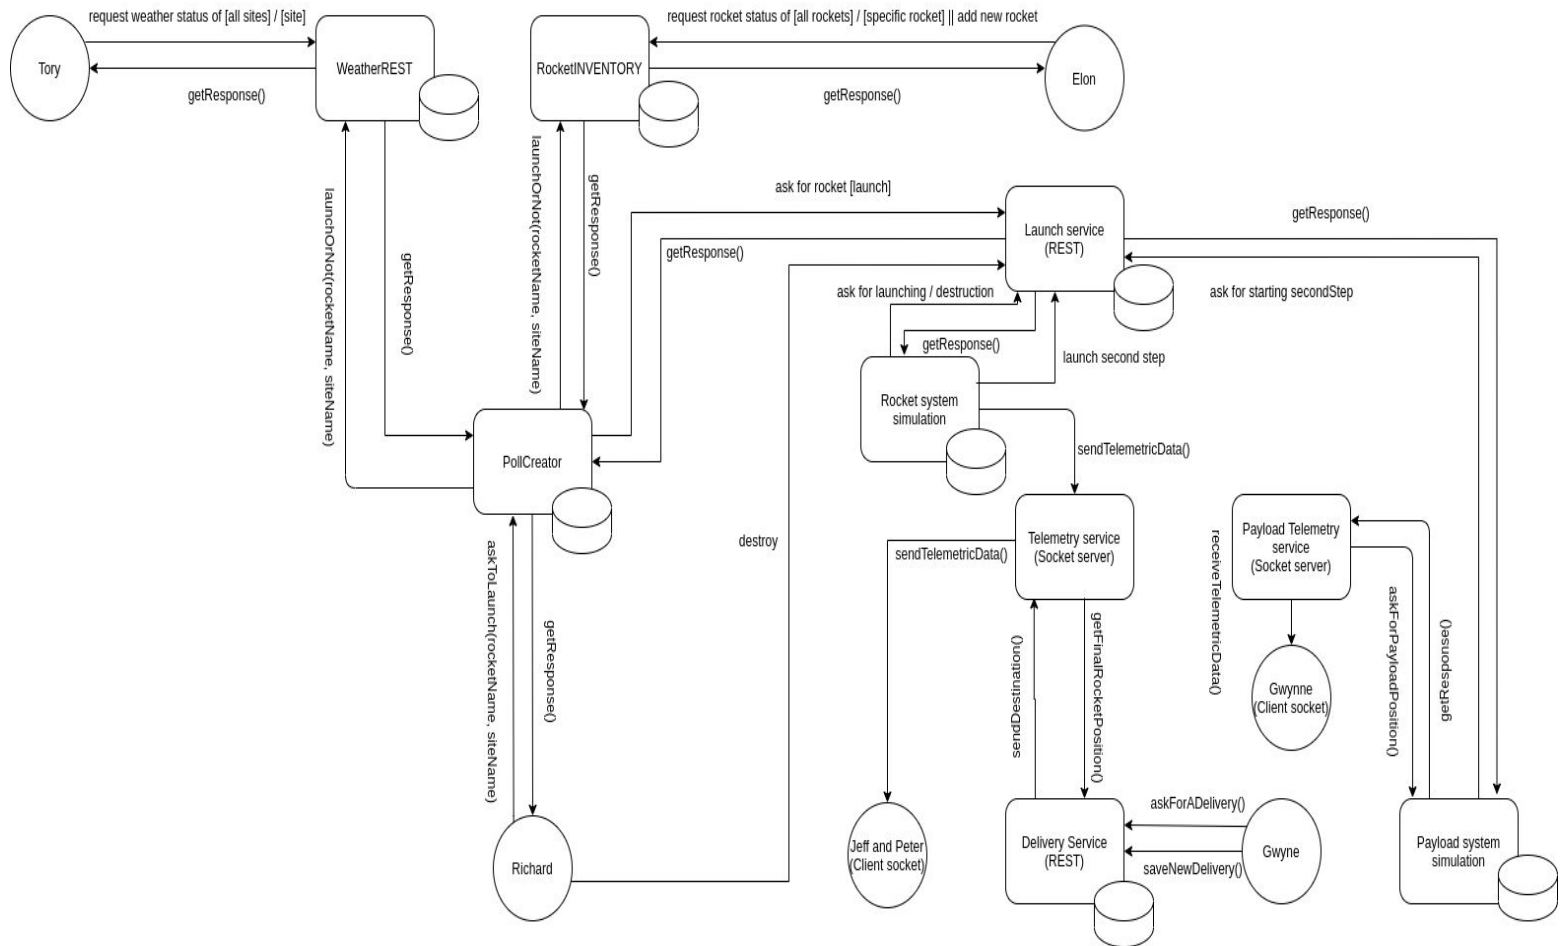 request weather status of [all sites] / [site]
request rocket status of [all rockets] / [specific rocket] || add new rocket
Tory
WeatherREST
RocketINVENTORY
Elon
getResponse()
getResponse()
launchOrNot(rocketName, siteName)
getResponse()
launchOrNot(rocketName, siteName)
getResponse()
ask for rocket [launch]
getResponse()
Launch service
(REST)
getResponse()
ask for launching / destruction
ask for starting secondStep
getResponse()
launch second step
Rocket system
simulation
PollCreator
sendTelemetricData()
destroy
sendTelemetricData()
Telemetry service
(Socket server)
receiveTelemetricData()
Payload Telemetry
service
(Socket server)
askToLaunch(rocketName, siteName)
getResponse()
sendDestination()
getFinalRocketPosition()
askForPayloadPosition()
getResponse()
Gwynne
(Client socket)
Richard
Jeff and Peter
(Client socket)
Delivery Service
(REST)
askForADelivery()
saveNewDelivery()
Gwyne
Payload system
simulation